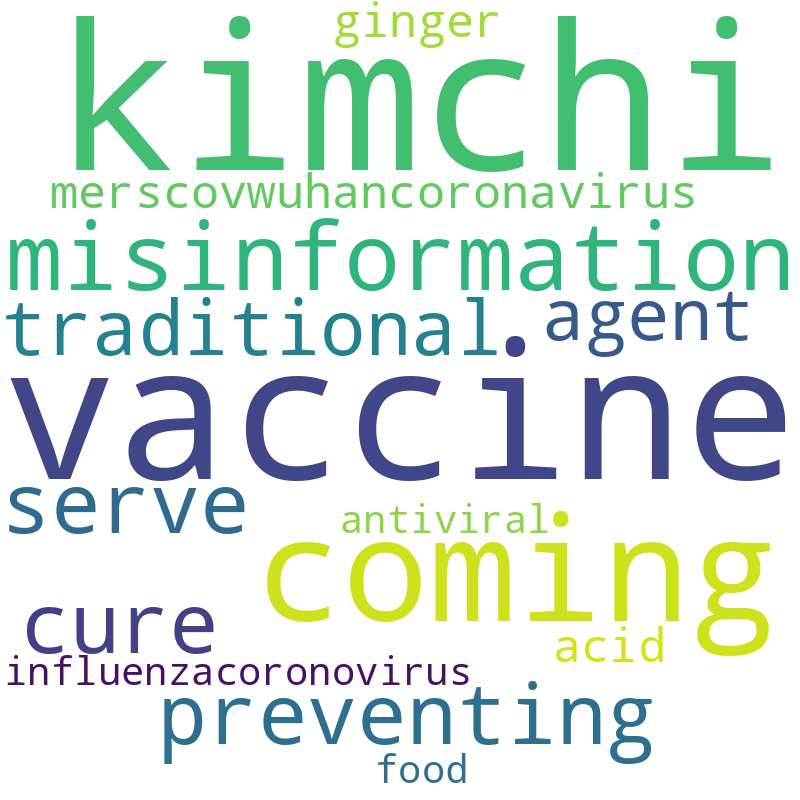 ginger
kimchi
merscovwuhancoronavirus
misinformation
traditional agent
vaccine
serve
antiviral
coming
cure
acid
influenzacoronovirus
preventing
food